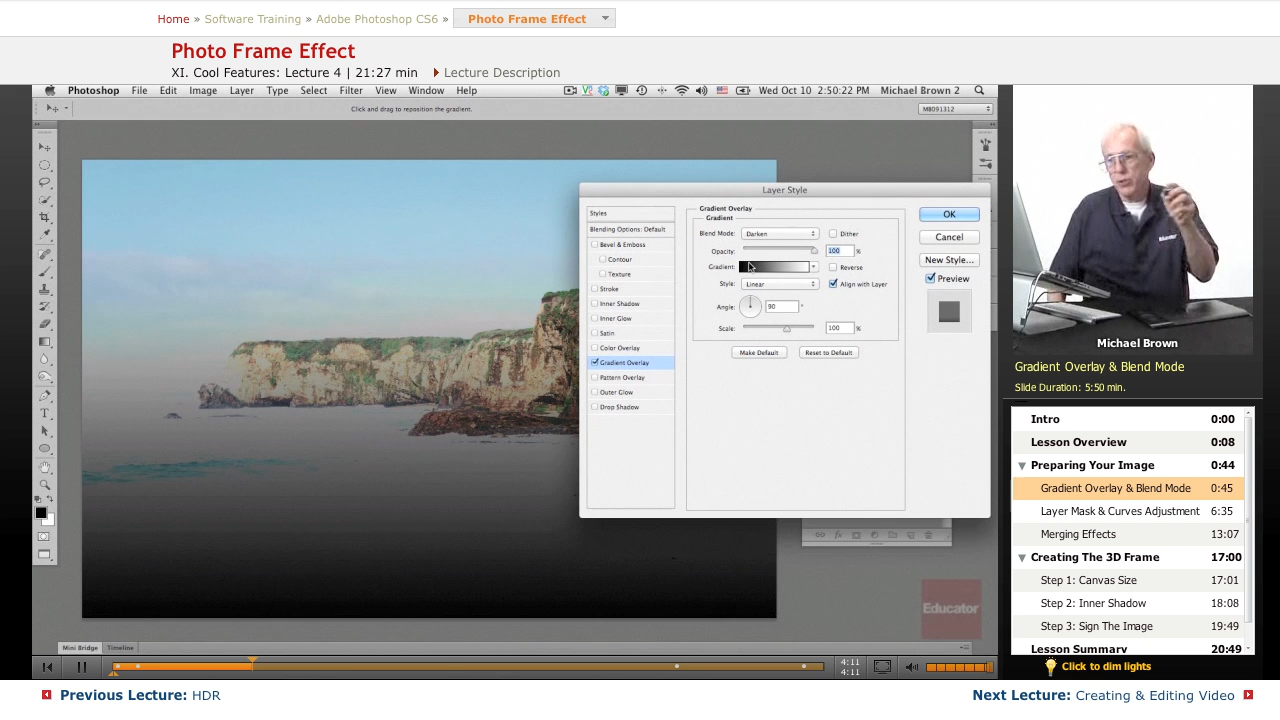 Home » Software Training » Adobe Photoshop CS6 » Photo Frame Effect
Photo Frame Effect
XI. Cool Features: Lecture 4 | 21:27 min Lecture Description
Photoshop File Edit Image Layer Type Select Filter View Window Help Wed Oct 10 2:50:22 PM Michael Brown 2
Click and drag to reposition the gradient.
MB091312
Layer Style
Styles
Blending Options: Default
Bevel & Emboss
Contour
Texture
Stroke
Inner Shadow
Inner Glow
Satin
Color Overlay
Gradient Overlay
Pattern Overlay
Outer Glow
Drop Shadow
Gradient Overlay
Gradient
Blend Mode: Darken Dither
Opacity: 100 %
Gradient: Reverse
Style: Linear Align with Layer
Angle: 90 °
Scale: 100 %
Make Default Reset to Default
OK
Cancel
New Style...
Preview
Educator
Mini Bridge Timeline
4:11
4:11
Michael Brown
Gradient Overlay & Blend Mode
Slide Duration: 5:50 min.
Intro 0:00
Lesson Overview 0:08
Preparing Your Image 0:44
Gradient Overlay & Blend Mode 0:45
Layer Mask & Curves Adjustment 6:35
Merging Effects 13:07
Creating The 3D Frame 17:00
Step 1: Canvas Size 17:01
Step 2: Inner Shadow 18:08
Step 3: Sign The Image 19:49
Lesson Summary 20:49
Click to dim lights
Previous Lecture: HDR
Next Lecture: Creating & Editing Video